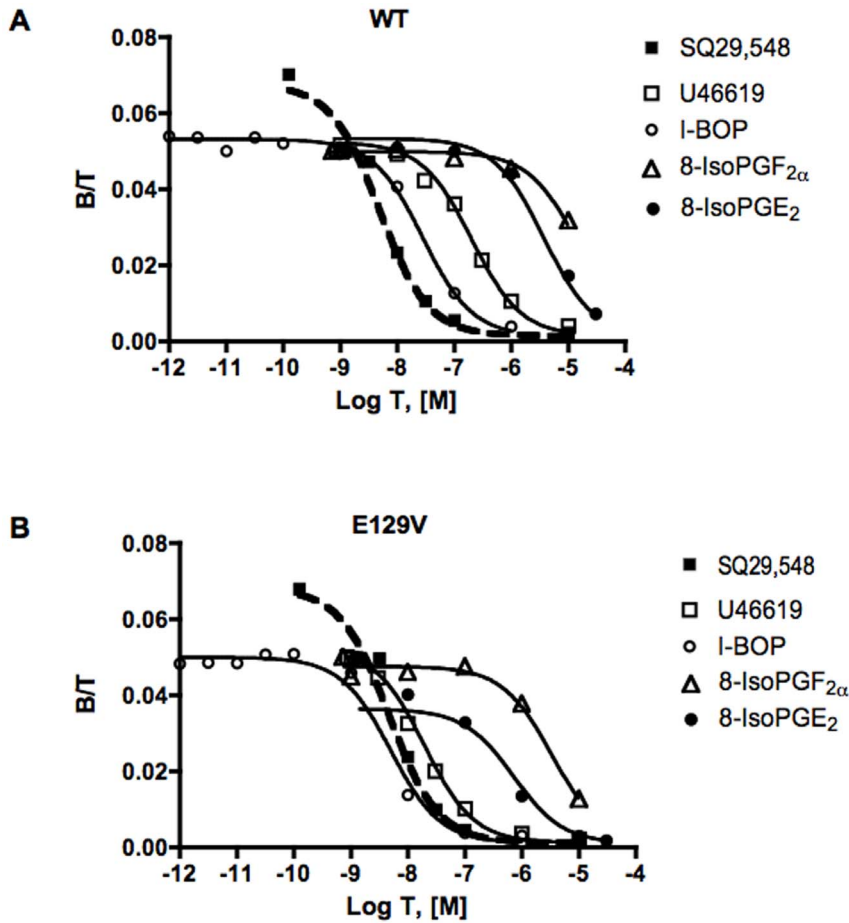 A
WT
0.08
0.06
0.04
0.02
0.00
B/T
-12 -11 -10 -9 -8 -7 -6 -5 -4
Log T, [M]
SQ29,548
U46619
I-BOP
8-IsoPGF2α
8-IsoPGE2
B
E129V
0.08
0.06
0.04
0.02
0.00
B/T
-12 -11 -10 -9 -8 -7 -6 -5 -4
Log T, [M]
SQ29,548
U46619
I-BOP
8-IsoPGF2α
8-IsoPGE2